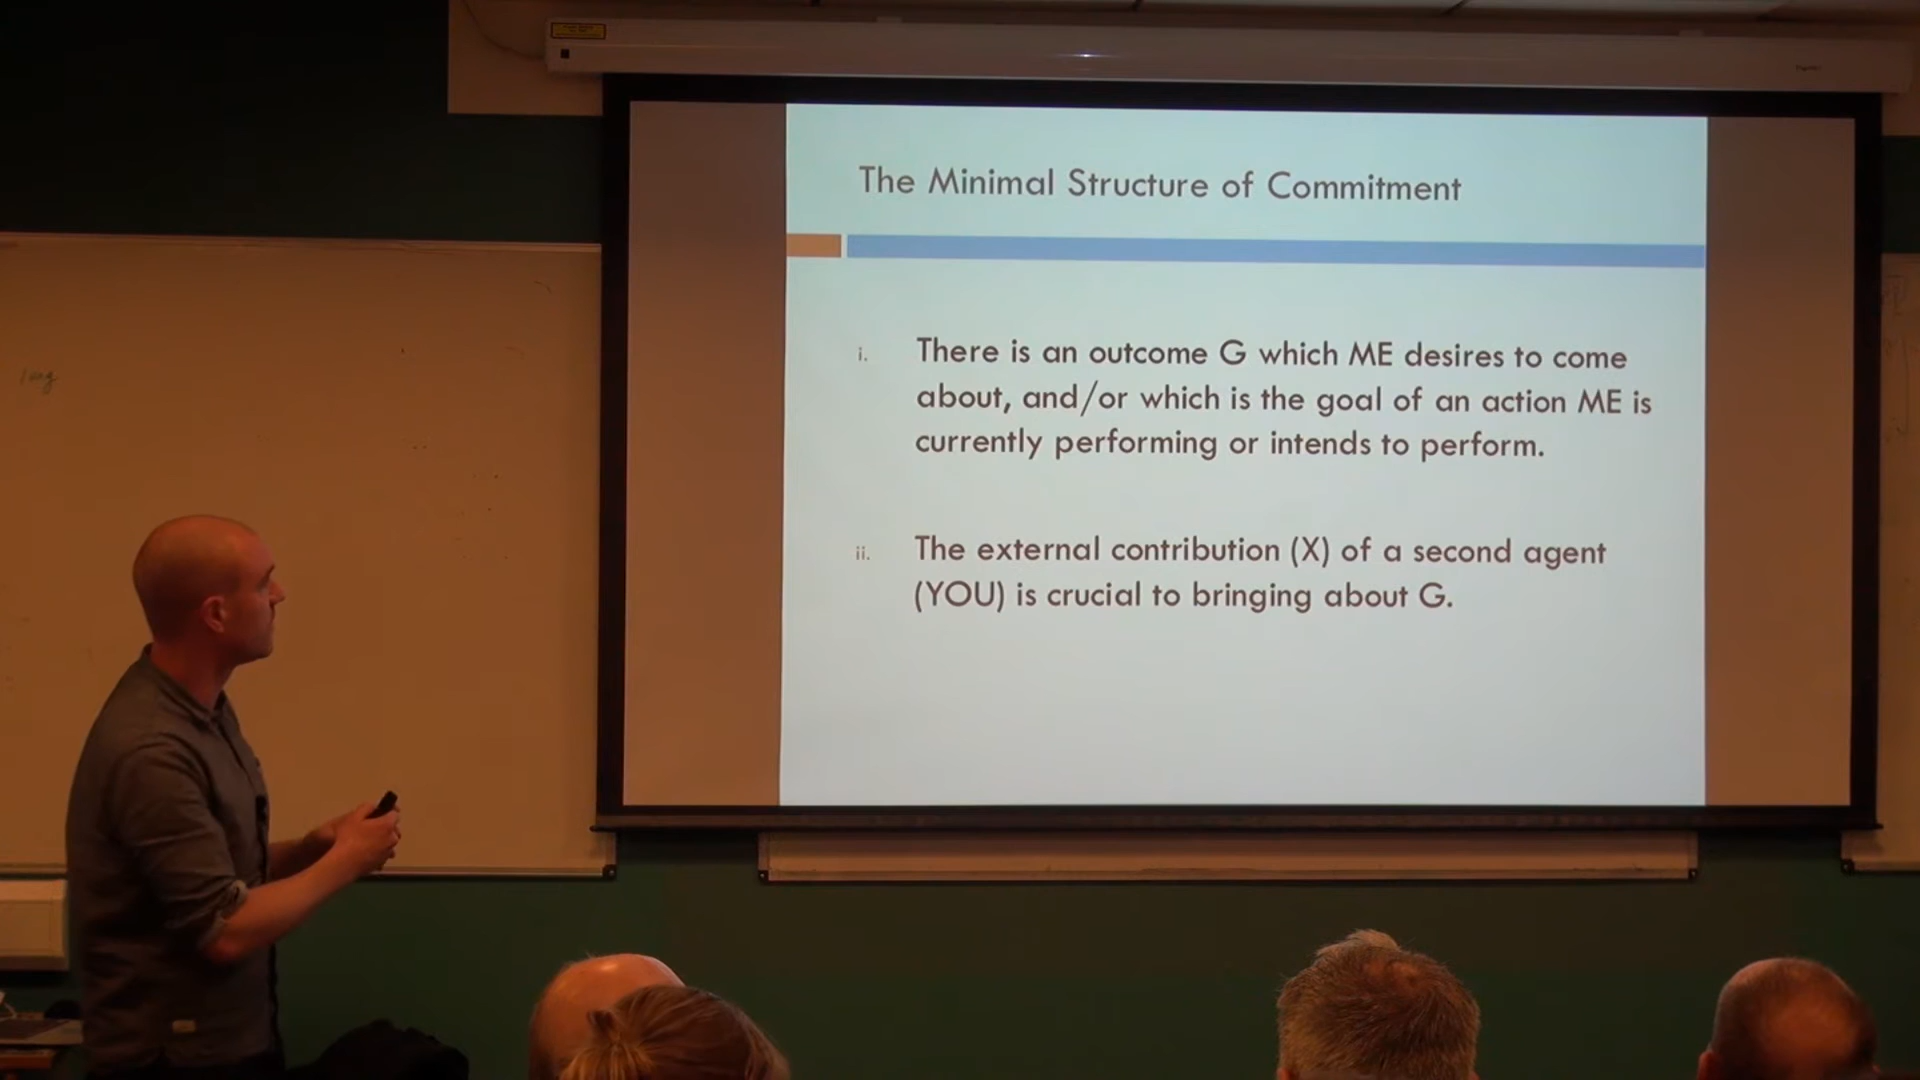 The Minimal Structure of Commitment
i. There is an outcome G which ME desires to come
about, and/or which is the goal of an action ME is
currently performing or intends to perform.
ii. The external contribution (X) of a second agent
(YOU) is crucial to bringing about G.